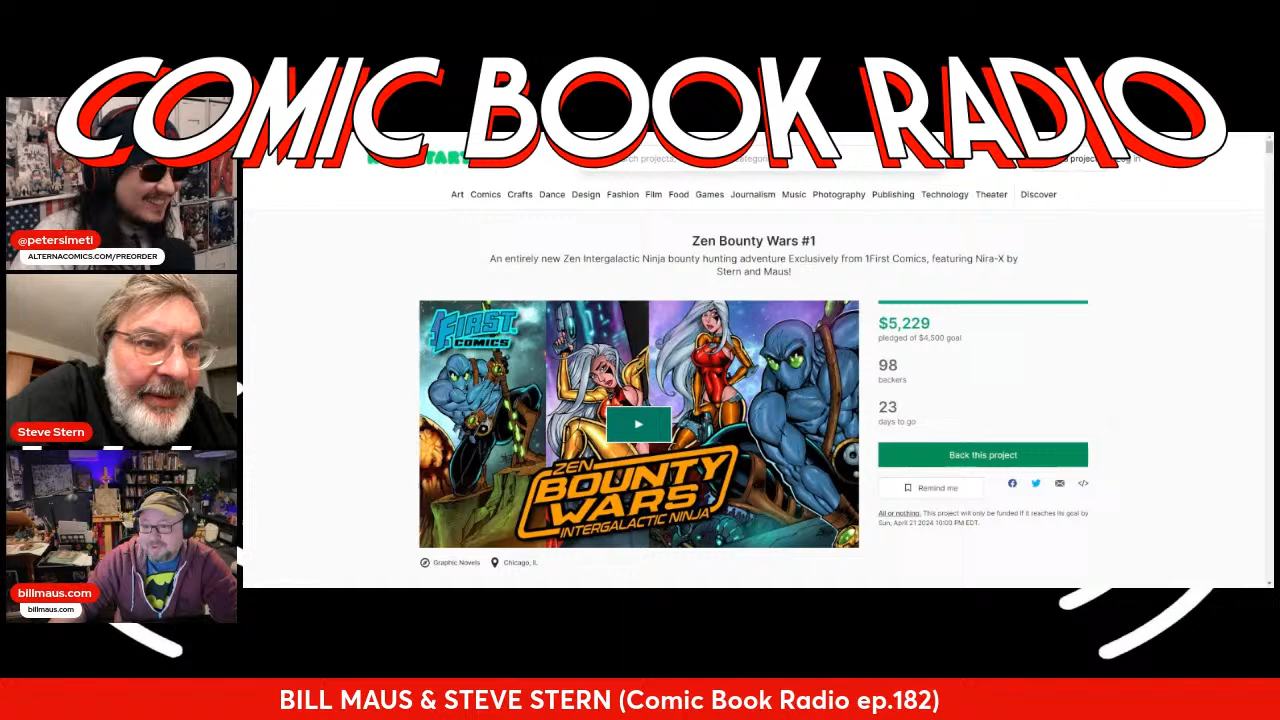 COMIC BOOK RADIO
@petersimeti
ALTERNACOMICS.COM/PREORDER
Steve Stern
billmaus.com
billmaus.com
Art Comics Crafts Dance Design Fashion Film Food Games Journalism Music Photography Publishing Technology Theater Discover
Zen Bounty Wars #1
An entirely new Zen Intergalactic Ninja bounty hunting adventure Exclusively from 1First Comics, featuring Nira-X by
Stern and Maus!
FIRST
COMICS
ZEN
BOUNTY
WARS
INTERGALACTIC NINJA
$5,229
pledged of $4,500 goal
98
backers
23
days to go
Back this project
Remind me
All or nothing. This project will only be funded if it reaches its goal by
Sun, April 21 2024 10:00 PM EDT.
Graphic Novels Chicago, IL
BILL MAUS & STEVE STERN (Comic Book Radio ep.182)